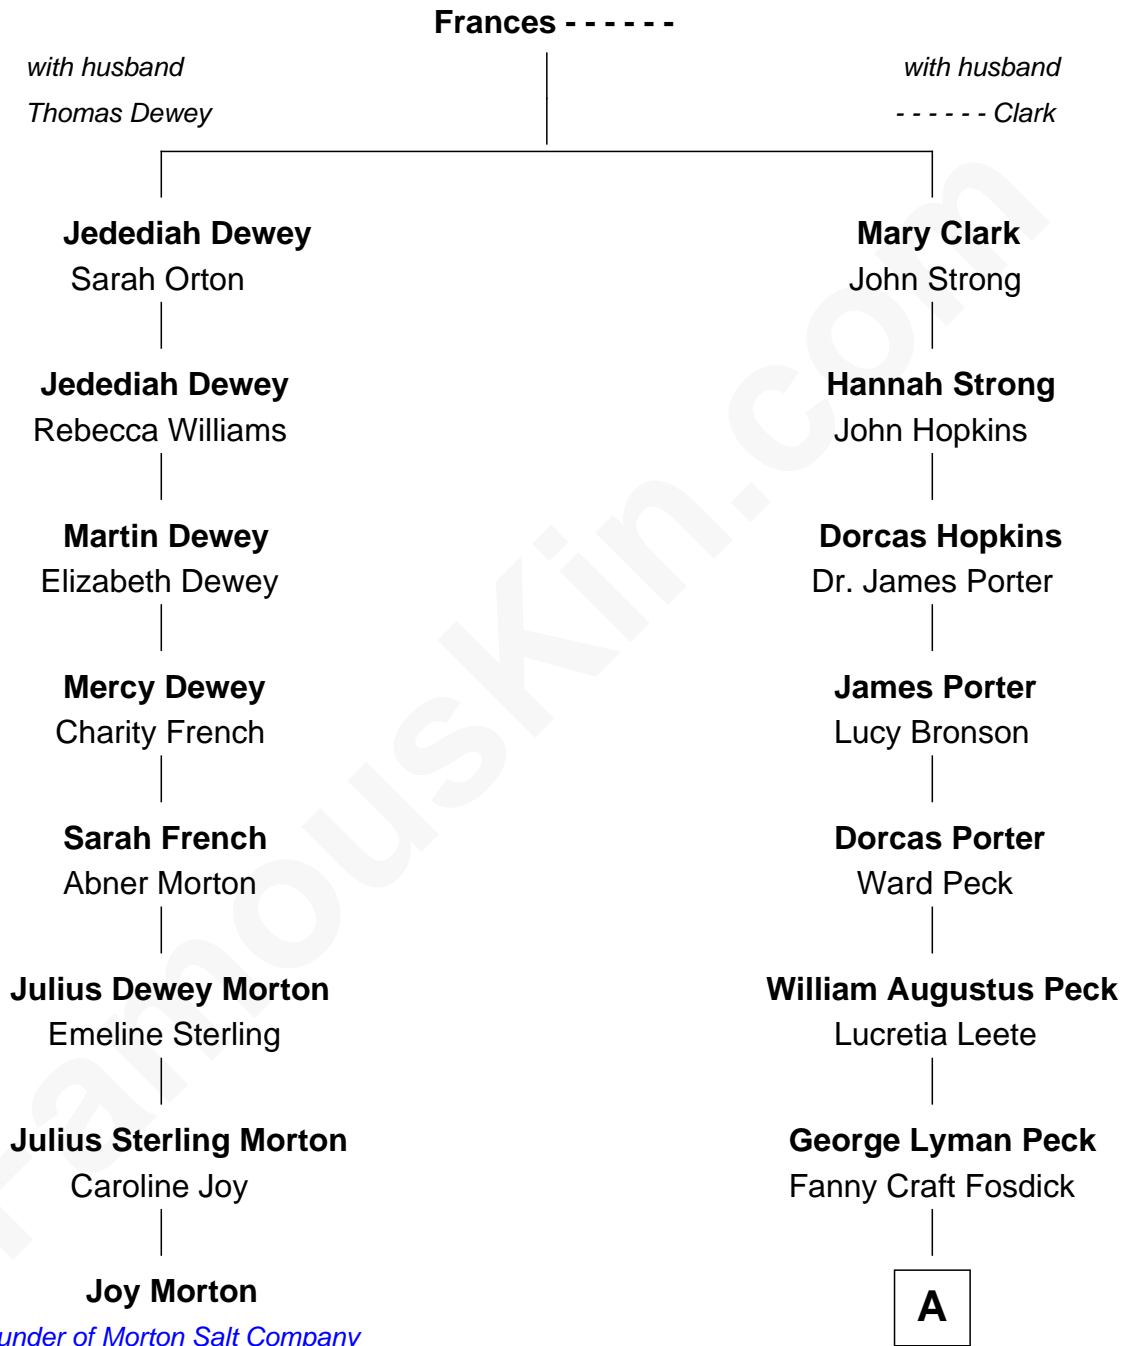 Frances - - - - - -
with husband
Thomas Dewey
with husband
- - - - - - Clark
Jedediah Dewey
Sarah Orton
Mary Clark
John Strong
Jedediah Dewey
Rebecca Williams
Hannah Strong
John Hopkins
Martin Dewey
Elizabeth Dewey
Dorcas Hopkins
Dr. James Porter
Mercy Dewey
Charity French
James Porter
Lucy Bronson
Sarah French
Abner Morton
Dorcas Porter
Ward Peck
Julius Dewey Morton
Emeline Sterling
William Augustus Peck
Lucretia Leete
Julius Sterling Morton
Caroline Joy
George Lyman Peck
Fanny Craft Fosdick
Joy Morton
under of Morton Salt Company
A
FamousKin.com